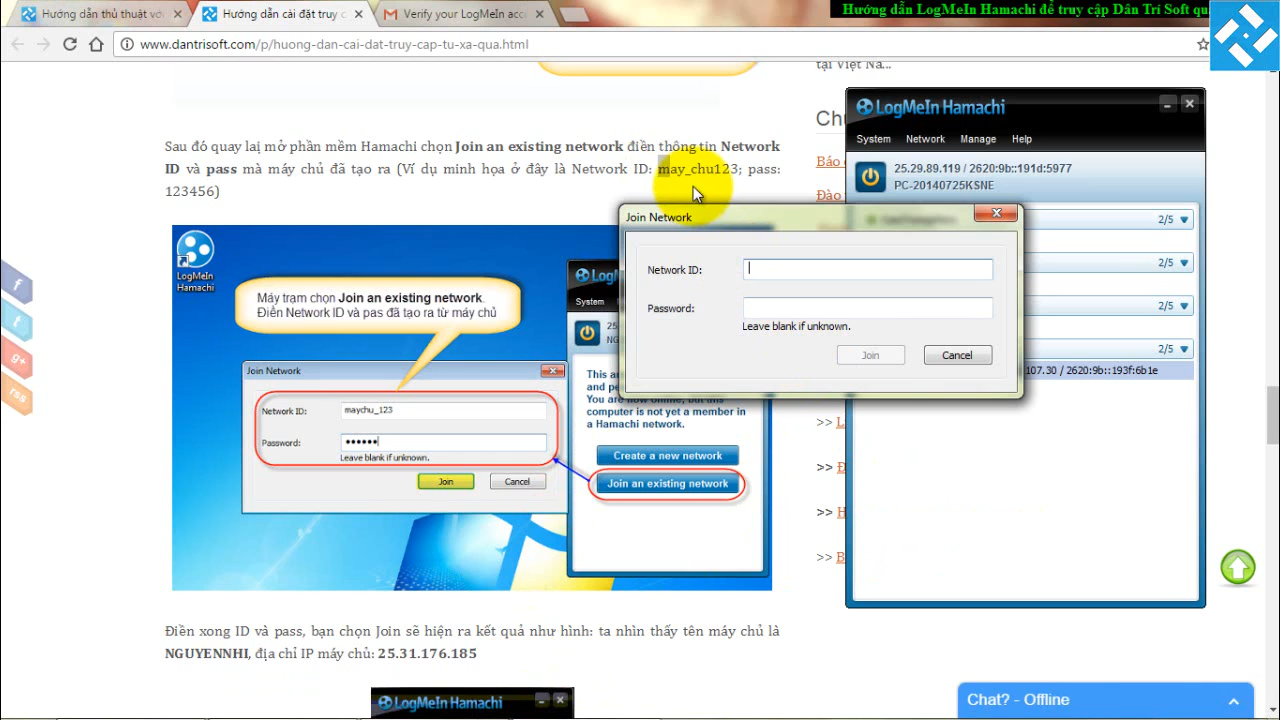 Hướng dẫn thủ thuật vớ
Hướng dẫn cài đặt truy c
Verify your LogMeIn acc
Hướng dẫn LogMeIn Hamachi để truy cập Dân Trí Soft qu
www.dantrisoft.com/p/huong-dan-cai-dat-truy-cap-tu-xa-qua.html
tại Việt Na...
Sau đó quay lại mở phần mềm Hamachi chọn Join an existing network điền thông tin Network
ID và pass mà máy chủ đã tạo ra (Ví dụ minh họa ở đây là Network ID: may_chu123; pass:
123456)
LogMeIn
Hamachi
Máy trạm chọn Join an existing network.
Điền Network ID và pas đã tạo ra từ máy chủ
Join Network
Network ID:
maychu_123
Password:
••••••
Leave blank if unknown.
Join
Cancel
LogM
System
25
NG
This
and pe
You are now online, but this
computer is not yet a member in
a Hamachi network.
Create a new network
Join an existing network
Join Network
Network ID:
Password:
Leave blank if unknown.
Join
Cancel
Ch
Báo
Đào
>> L
>> Đ
>> H
>> B
LogMeIn Hamachi
System Network Manage Help
25.29.89.119 / 2620:9b::191d:5977
PC-20140725KSNE
2/5
2/5
2/5
2/5
107.30 / 2620:9b::193f:6b1e
Điền xong ID và pass, bạn chọn Join sẽ hiện ra kết quả như hình: ta nhìn thấy tên máy chủ là
NGUYENNHI, địa chỉ IP máy chủ: 25.31.176.185
LogMeIn Hamachi
f
t
g+
rss
Chat? - Offline